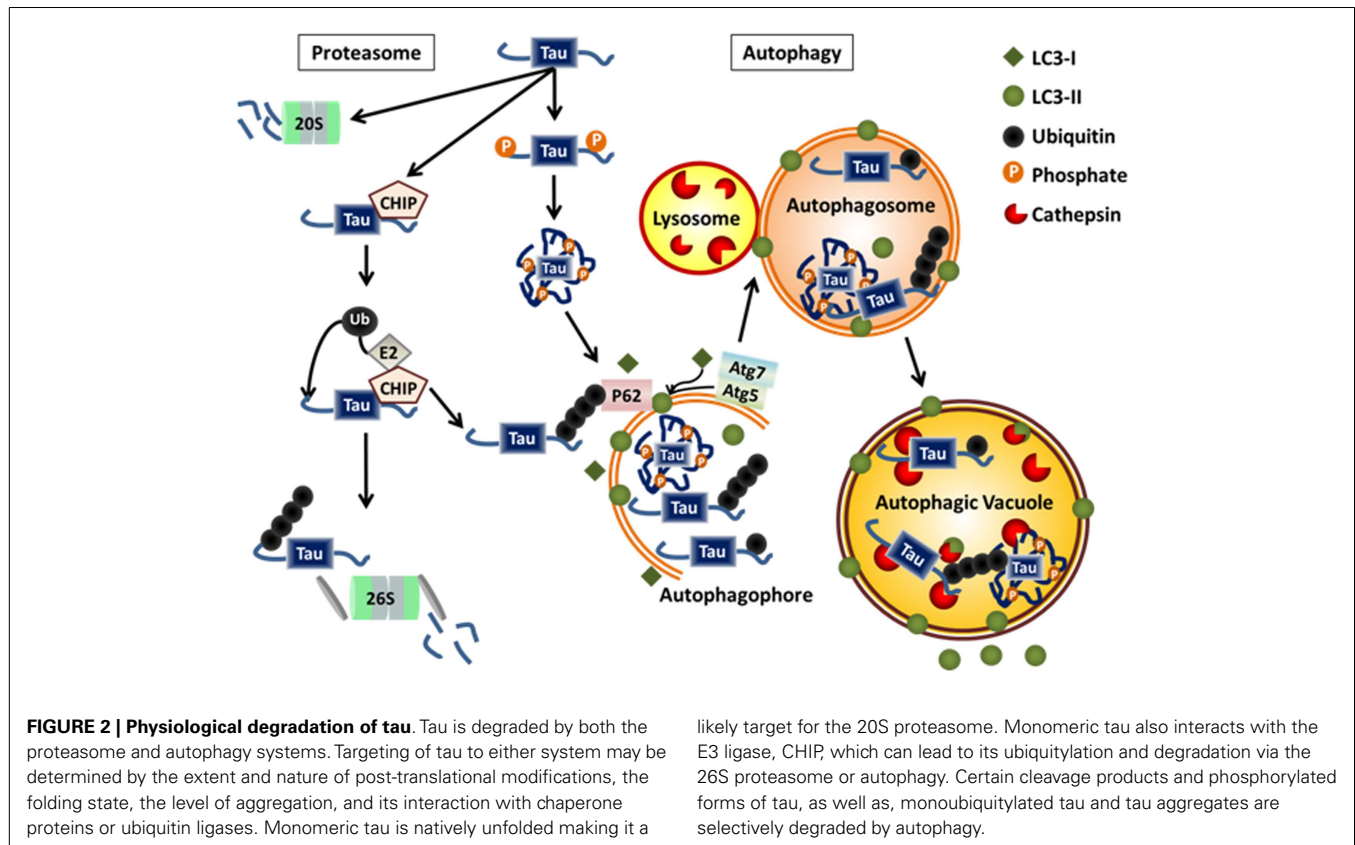 Proteasome
Tau
Autophagy
LC3-I
LC3-II
Ubiquitin
P Phosphate
Cathepsin
20S
P Tau P
CHIP
Tau
Tau
P
P
P
P
Lysosome
Tau
Autophagosome
Tau
P
P
P
P
Tau
Ub
E2
CHIP
Tau
P62
Atg7
Atg5
Tau
Tau
P
P
P
P
Tau
Tau
Autophagophore
Tau
26S
Tau
Autophagic Vacuole
Tau
Tau
P
P
P
FIGURE 2 | Physiological degradation of tau. Tau is degraded by both the
proteasome and autophagy systems. Targeting of tau to either system may be
determined by the extent and nature of post-translational modifications, the
folding state, the level of aggregation, and its interaction with chaperone
proteins or ubiquitin ligases. Monomeric tau is natively unfolded making it a
likely target for the 20S proteasome. Monomeric tau also interacts with the
E3 ligase, CHIP, which can lead to its ubiquitylation and degradation via the
26S proteasome or autophagy. Certain cleavage products and phosphorylated
forms of tau, as well as, monoubiquitylated tau and tau aggregates are
selectively degraded by autophagy.